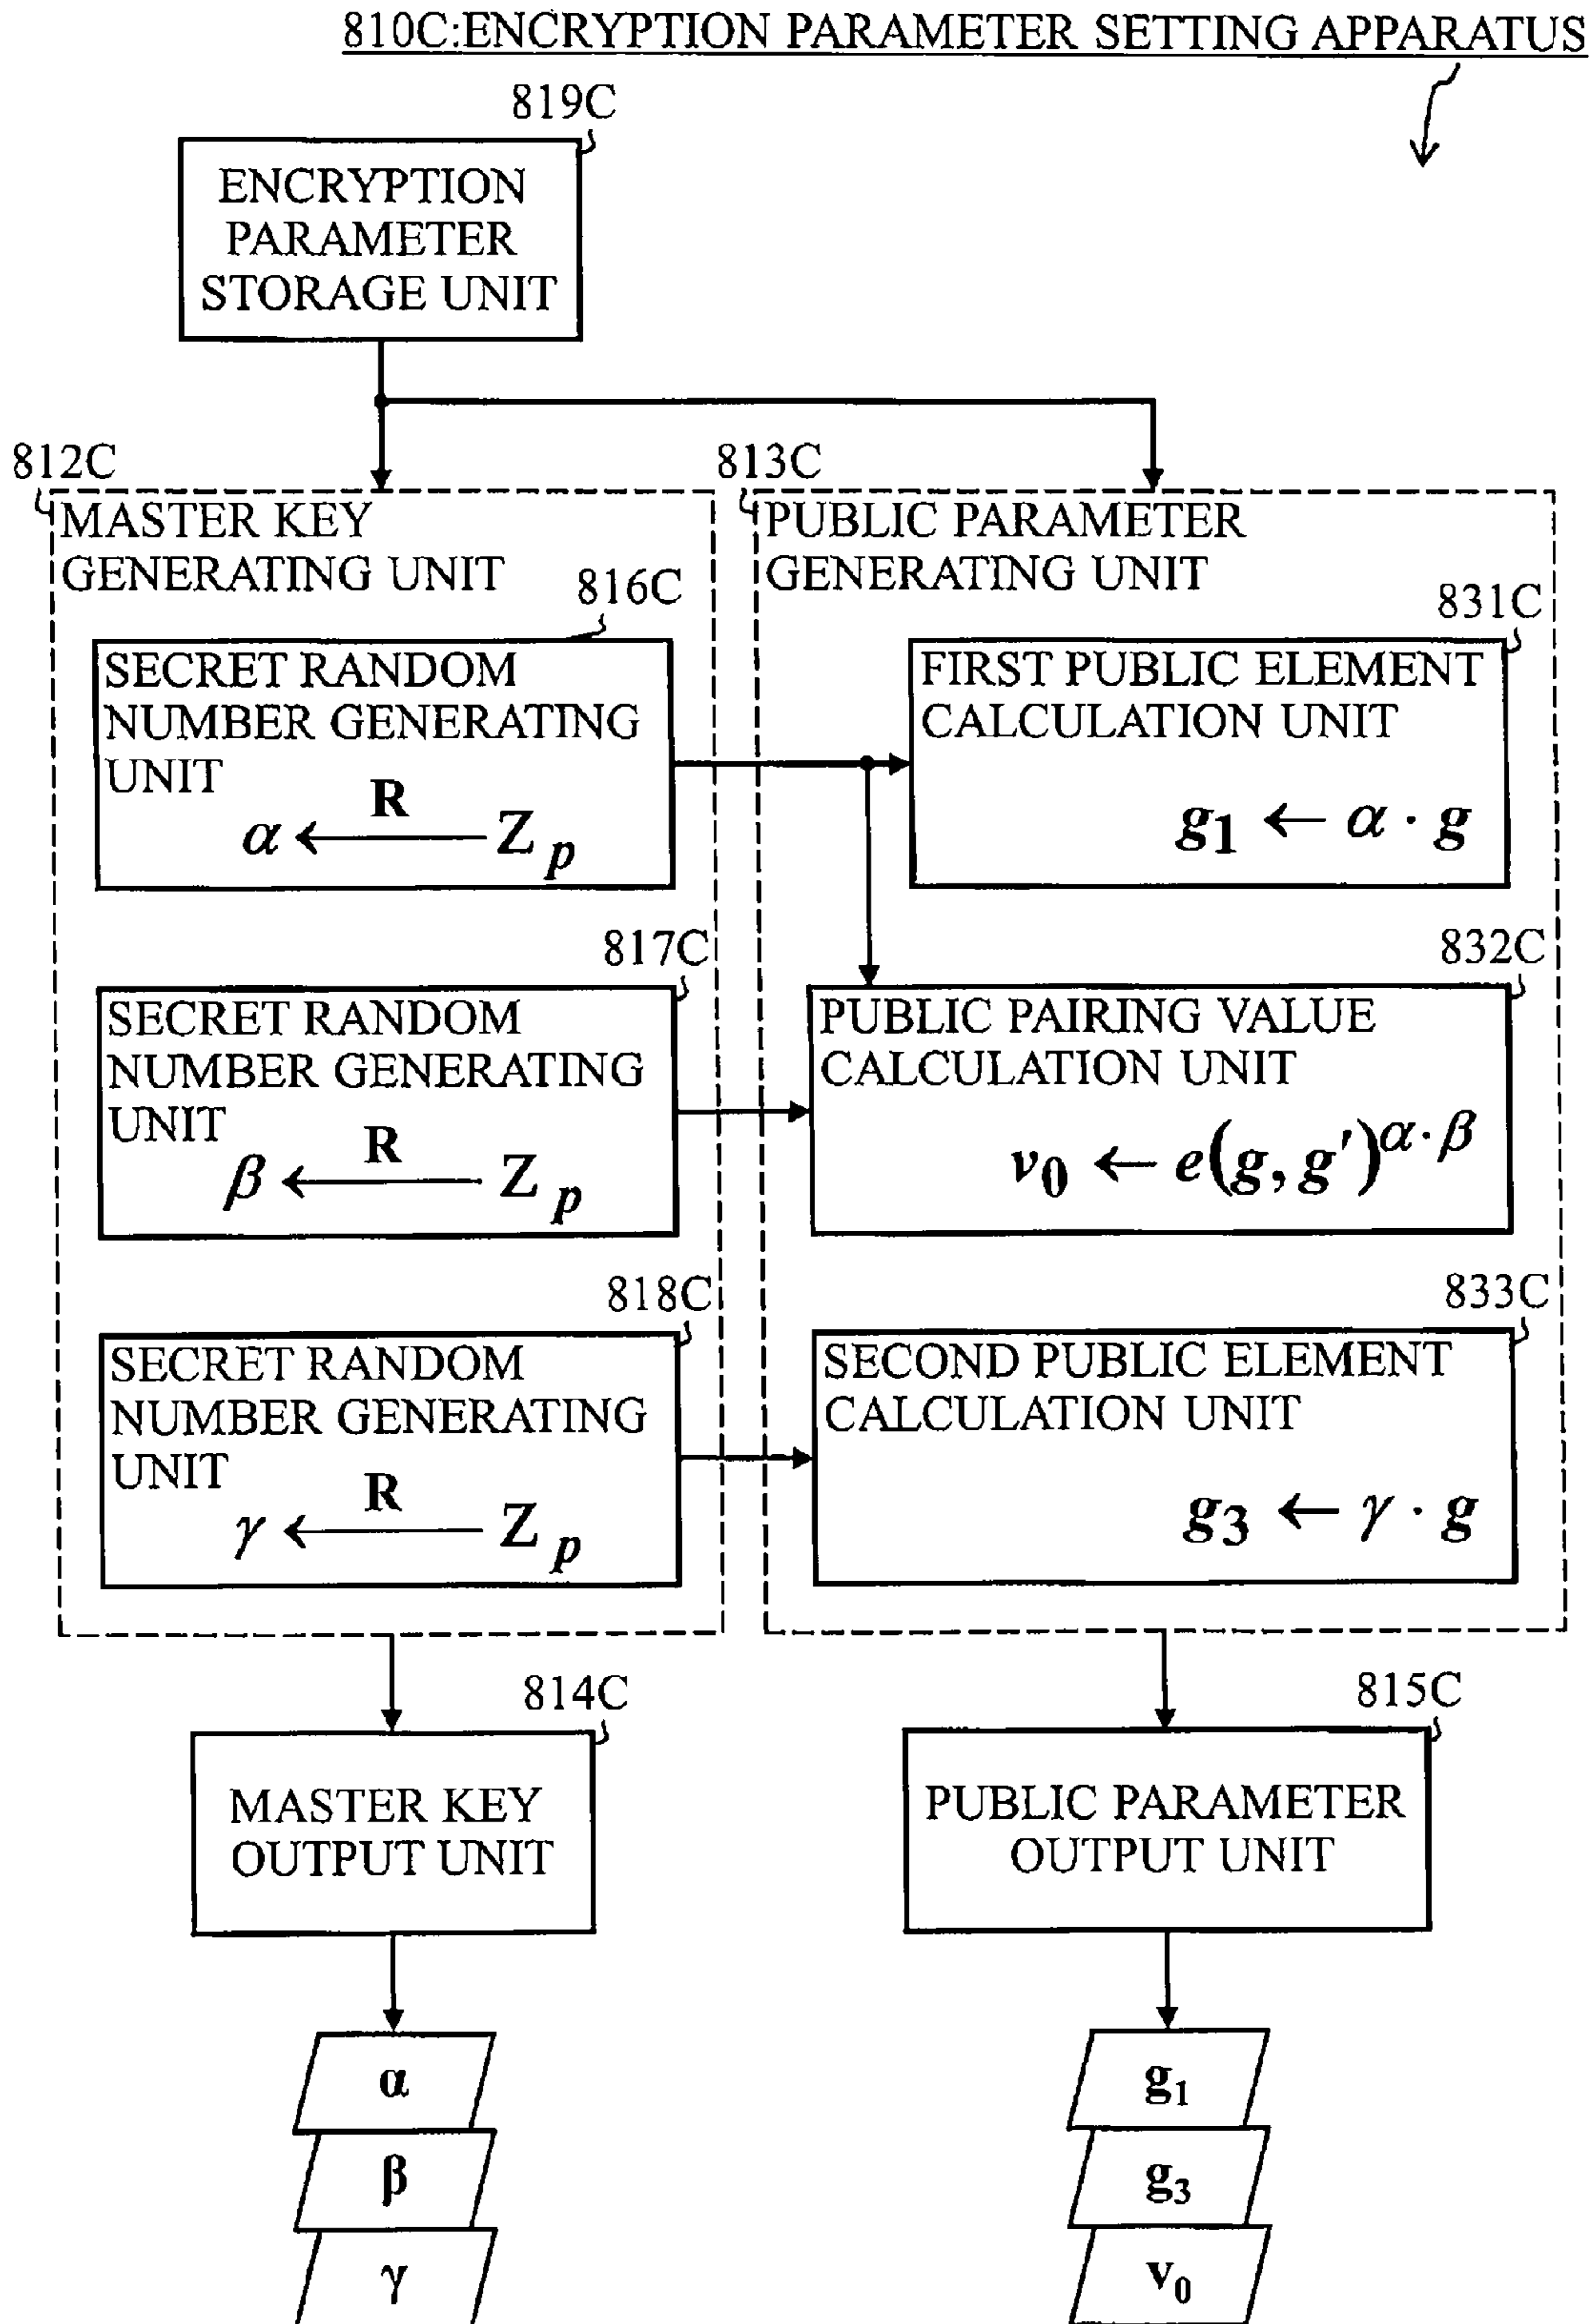 810C:ENCRYPTION PARAMETER SETTING APPARATUS
819C
ENCRYPTION
PARAMETER
STORAGE UNIT
812C
MASTER KEY
GENERATING UNIT
816C
SECRET RANDOM
NUMBER GENERATING
UNIT
α ← R Z p
817C
SECRET RANDOM
NUMBER GENERATING
UNIT
β ← R Z p
818C
SECRET RANDOM
NUMBER GENERATING
UNIT
γ ← R Z p
813C
PUBLIC PARAMETER
GENERATING UNIT
831C
FIRST PUBLIC ELEMENT
CALCULATION UNIT
g₁ ← α · g
832C
PUBLIC PAIRING VALUE
CALCULATION UNIT
v₀ ← e(g, g′)^α·β
833C
SECOND PUBLIC ELEMENT
CALCULATION UNIT
g₃ ← γ · g
814C
MASTER KEY
OUTPUT UNIT
α
β
γ
815C
PUBLIC PARAMETER
OUTPUT UNIT
g₁
g₃
v₀